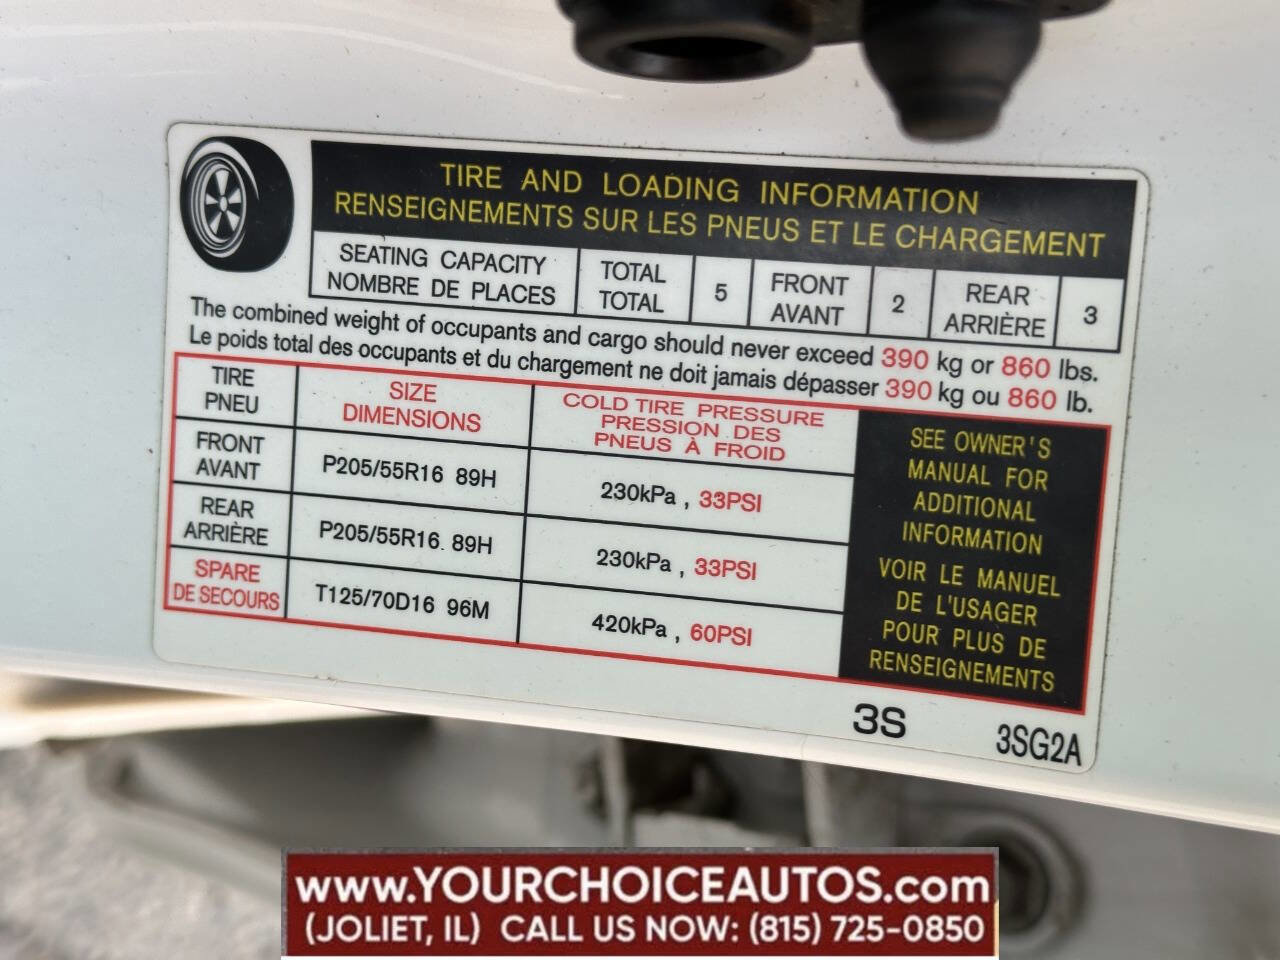 TIRE AND LOADING INFORMATION
RENSEIGNEMENTS SUR LES PNEUS ET LE CHARGEMENT
SEATING CAPACITY
NOMBRE DE PLACES
TOTAL
TOTAL
5
FRONT
AVANT
2
REAR
ARRIÈRE
3
The combined weight of occupants and cargo should never exceed 390 kg or 860 lbs.
Le poids total des occupants et du chargement ne doit jamais dépasser 390 kg ou 860 lb.
TIRE
PNEU
SIZE
DIMENSIONS
COLD TIRE PRESSURE
PRESSION DES
PNEUS À FROID
FRONT
AVANT
P205/55R16 89H
230kPa , 33PSI
REAR
ARRIÈRE
P205/55R16 89H
230kPa , 33PSI
SPARE
DE SECOURS
T125/70D16 96M
420kPa , 60PSI
SEE OWNER'S
MANUAL FOR
ADDITIONAL
INFORMATION
VOIR LE MANUEL
DE L'USAGER
POUR PLUS DE
RENSEIGNEMENTS
3S
3SG2A
www.YOURCHOICEAUTOS.com
(JOLIET, IL) CALL US NOW: (815) 725-0850